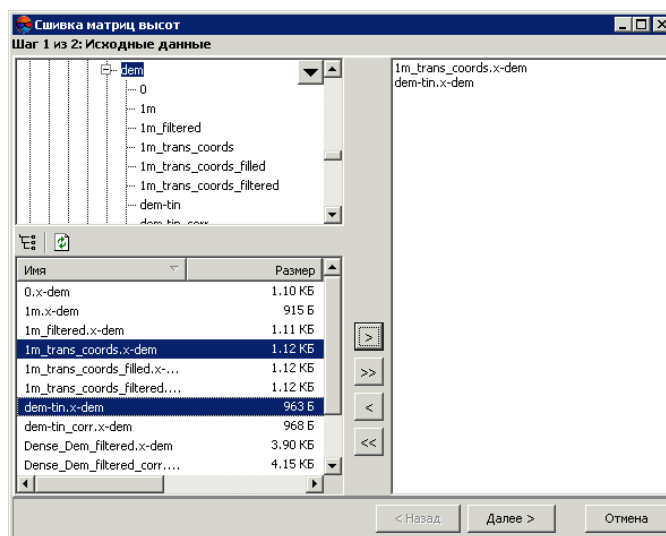 Сшивка матриц высот
Шаг 1 из 2: Исходные данные
dem
0
1m
1m_filtered
1m_trans_coords
1m_trans_coords_filled
1m_trans_coords_filtered
dem-tin
dem-tin_corr
Имя Размер
0.x-dem 1.10 КБ
1m.x-dem 915 Б
1m_filtered.x-dem 1.11 КБ
1m_trans_coords.x-dem 1.12 КБ
1m_trans_coords_filled.x-... 1.12 КБ
1m_trans_coords_filtered.... 1.12 КБ
dem-tin.x-dem 963 Б
dem-tin_corr.x-dem 968 Б
Dense_Dem_filtered.x-dem 3.90 КБ
Dense_Dem_filtered_corr.... 4.15 КБ
>
>>
<
<<
1m_trans_coords.x-dem
dem-tin.x-dem
< Назад Далее > Отмена